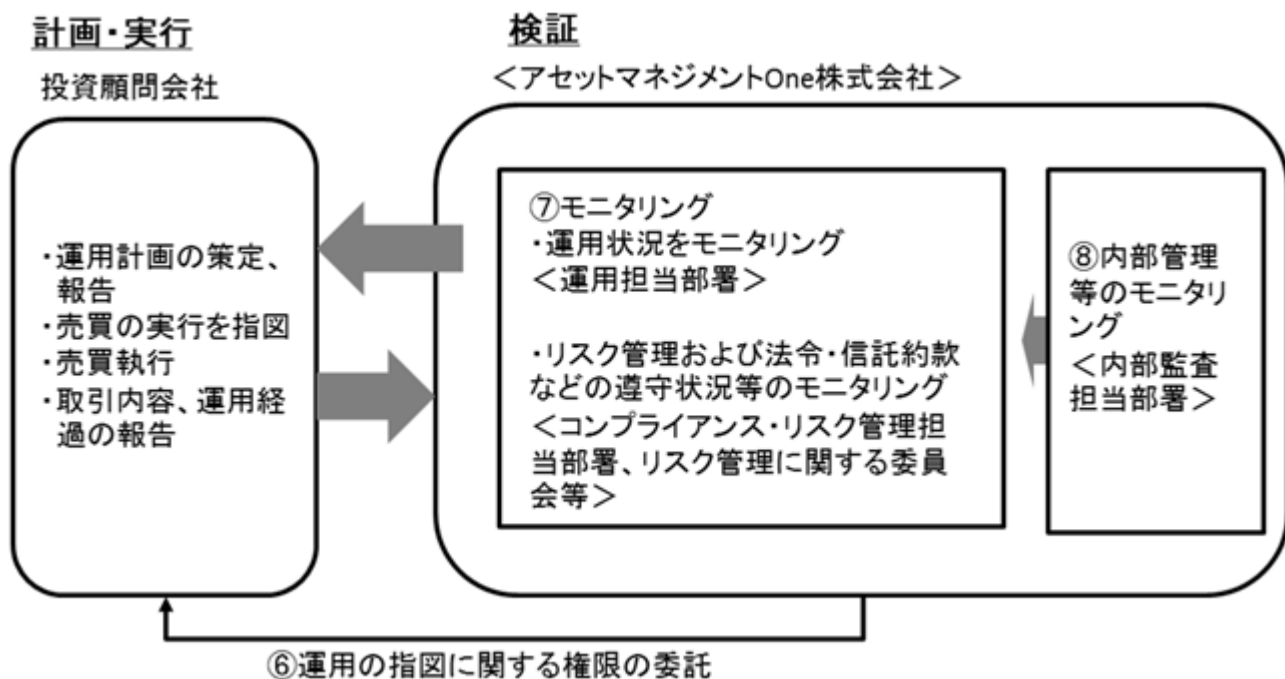 計画・実行
投資顧問会社
・運用計画の策定、
報告
・売買の実行を指図
・売買執行
・取引内容、運用経
過の報告
検証
＜アセットマネジメントOne株式会社＞
⑦モニタリング
・運用状況をモニタリング
＜運用担当部署＞
・リスク管理および法令・信託約款
などの遵守状況等のモニタリング
＜コンプライアンス・リスク管理担
当部署、リスク管理に関する委員
会等＞
⑧内部管理
等のモニタリ
ング
＜内部監査
担当部署＞
⑥運用の指図に関する権限の委託